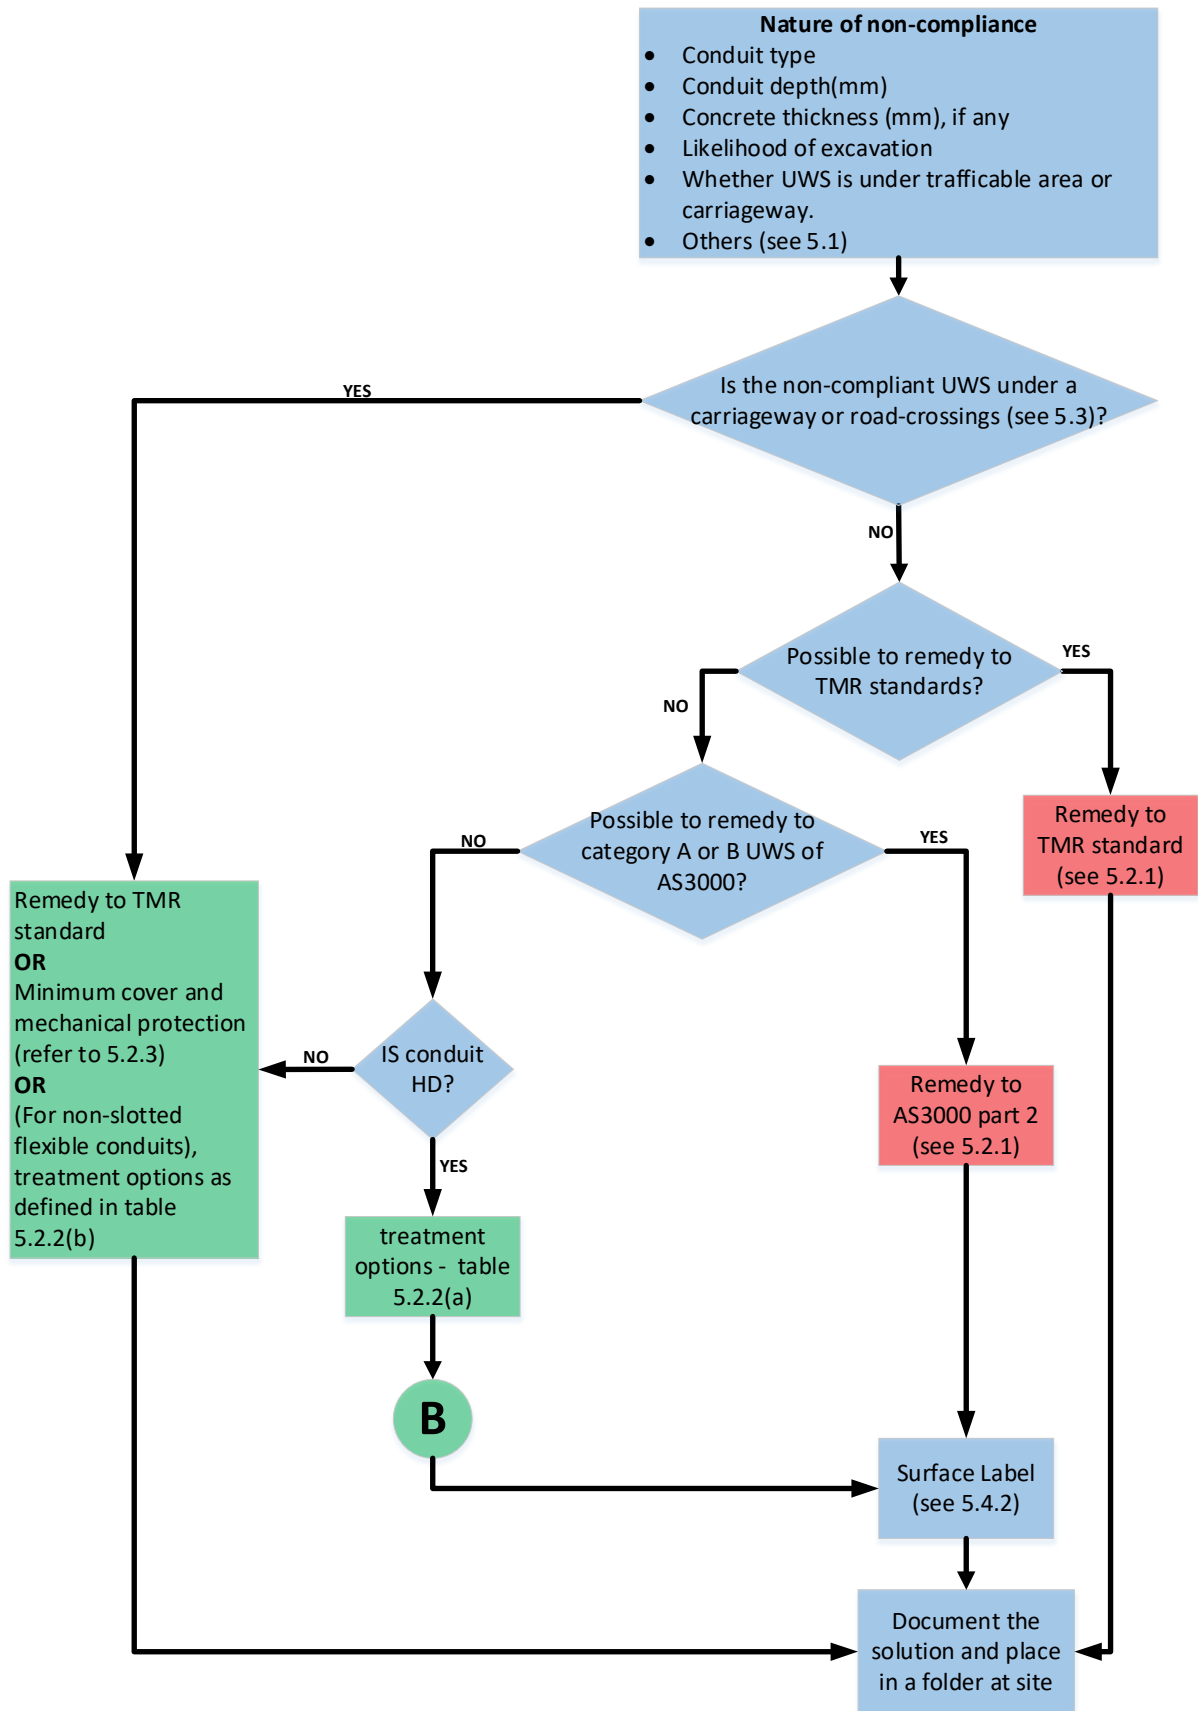 Nature of non-compliance
• Conduit type
• Conduit depth(mm)
• Concrete thickness (mm), if any
• Likelihood of excavation
• Whether UWS is under trafficable area or
carriageway.
• Others (see 5.1)
Is the non-compliant UWS under a
carriageway or road-crossings (see 5.3)?
YES
NO
Possible to remedy to
TMR standards?
YES
NO
Remedy to
TMR standard
(see 5.2.1)
Possible to remedy to
category A or B UWS of
AS3000?
NO
YES
Remedy to TMR
standard
OR
Minimum cover and
mechanical protection
(refer to 5.2.3)
OR
(For non-slotted
flexible conduits),
treatment options as
defined in table
5.2.2(b)
IS conduit
HD?
NO
YES
Remedy to
AS3000 part 2
(see 5.2.1)
treatment
options - table
5.2.2(a)
B
Surface Label
(see 5.4.2)
Document the
solution and place
in a folder at site